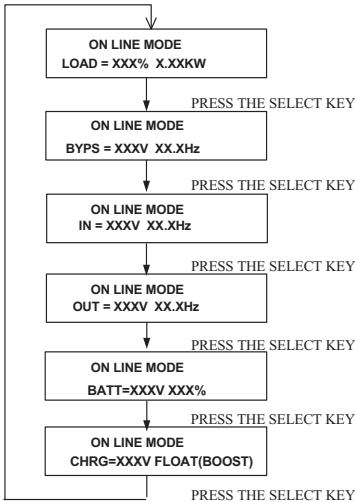 ON LINE MODE
LOAD = XXX% X.XXKW
PRESS THE SELECT KEY
ON LINE MODE
BYPS = XXXV XX.XHz
PRESS THE SELECT KEY
ON LINE MODE
IN = XXXV XX.XHz
PRESS THE SELECT KEY
ON LINE MODE
OUT = XXXV XX.XHz
PRESS THE SELECT KEY
ON LINE MODE
BATT=XXXV XXX%
PRESS THE SELECT KEY
ON LINE MODE
CHRG=XXXV FLOAT(BOOST)
PRESS THE SELECT KEY